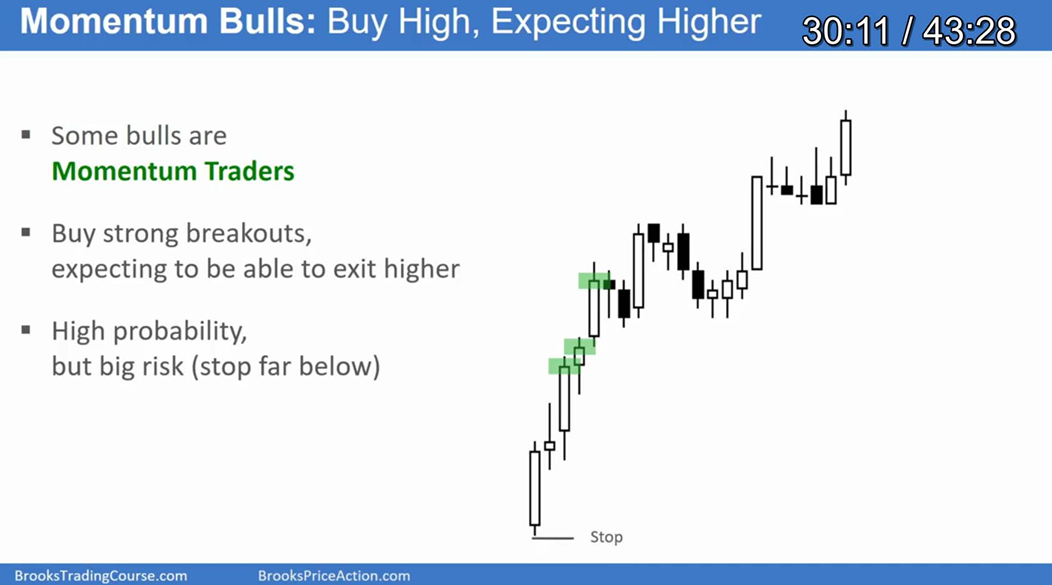 Momentum Bulls: Buy High, Expecting Higher
30:11 / 43:28
▪ Some bulls are
Momentum Traders
▪ Buy strong breakouts,
expecting to be able to exit higher
▪ High probability,
but big risk (stop far below)
Stop
BrooksTradingCourse.com
BrooksPriceAction.com